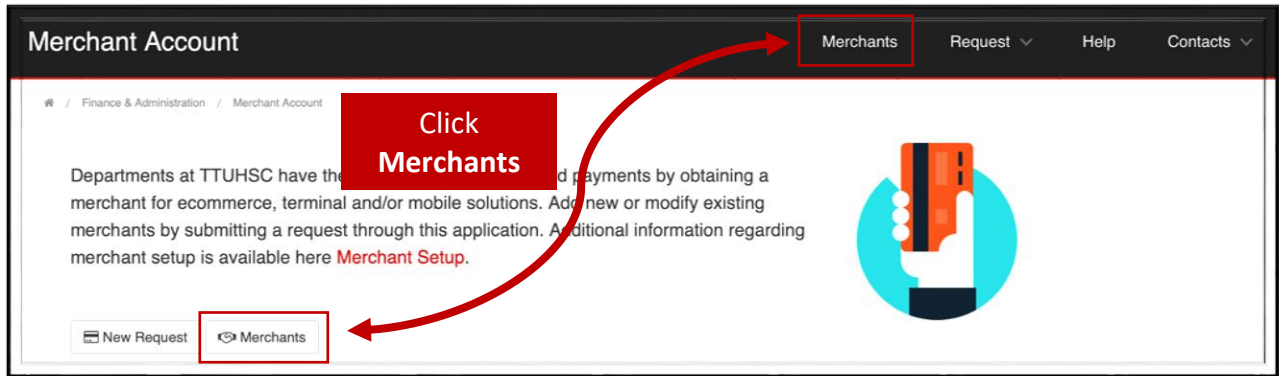 Merchant Account Merchants Request Help Contacts
/ Finance & Administration / Merchant Account
Click
Merchants
Departments at TTUHSC have the d payments by obtaining a
merchant for ecommerce, terminal and/or mobile solutions. Add new or modify existing
merchants by submitting a request through this application. Additional information regarding
merchant setup is available here Merchant Setup.
New Request Merchants